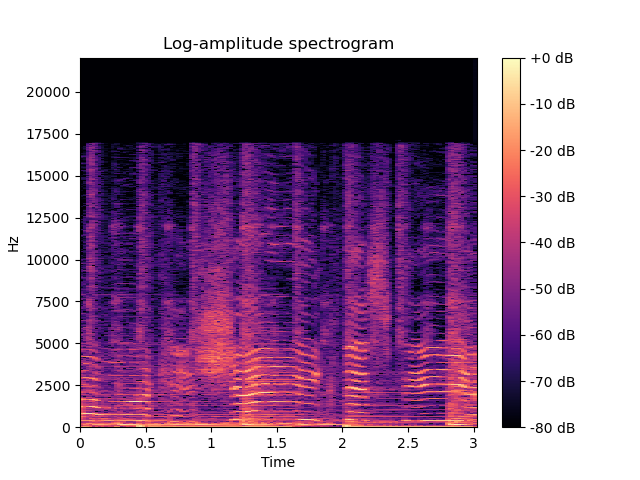 Log-amplitude spectrogram
20000
17500
15000
12500
10000
7500
5000
2500
0
Hz
0 0.5 1 1.5 2 2.5 3
Time
+0 dB
-10 dB
-20 dB
-30 dB
-40 dB
-50 dB
-60 dB
-70 dB
-80 dB